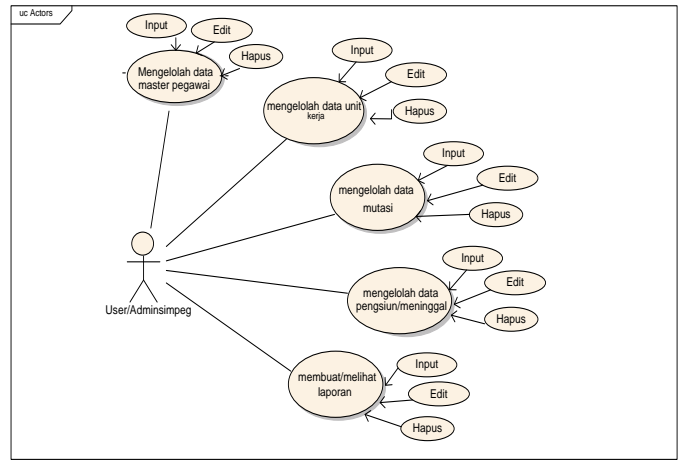 uc Actors
Input
Edit
Hapus
Mengelolah data
master pegawai
Input
Edit
Hapus
mengelolah data unit
kerja
Input
Edit
Hapus
mengelolah data
mutasi
Input
Edit
Hapus
mengelolah data
pengsiun/meninggal
User/Adminsimpeg
Input
Edit
Hapus
membuat/melihat
laporan